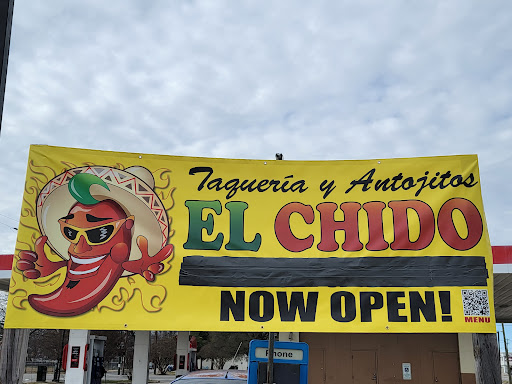 Taquería y Antojitos
EL CHIDO
NOW OPEN!
MENU
Phone